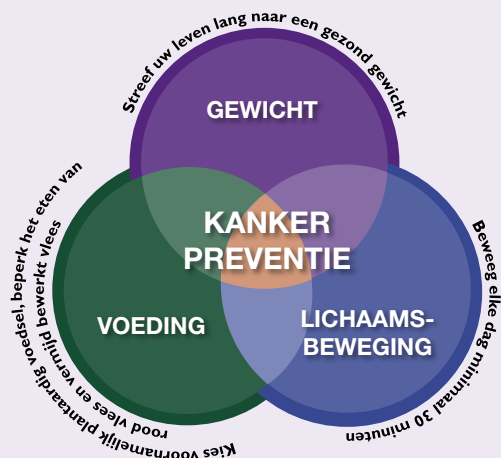 Streef uw leven lang naar een gezond gewicht
GEWICHT
KANKER
PREVENTIE
VOEDING
LICHAAMS-
BEWEGING
Kies voornamelijk plantaardig voedsel, beperk het eten van
rood vlees en vermijd bewerkt vlees
Beweeg elke dag minimaal 30 minuten